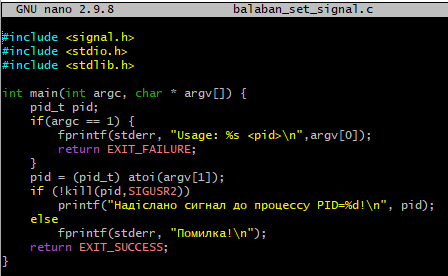 GNU nano 2.9.8 balaban_set_signal.c
#include <signal.h>
#include <stdio.h>
#include <stdlib.h>
int main(int argc, char * argv[]) {
    pid_t pid;
    if(argc == 1) {
        fprintf(stderr, "Usage: %s <pid>\n",argv[0]);
        return EXIT_FAILURE;
    }
    pid = (pid_t) atoi(argv[1]);
    if (!kill(pid,SIGUSR2))
        printf("Надіслано сигнал до процессу PID=%d!\n", pid);
    else
        fprintf(stderr, "Помилка!\n");
    return EXIT_SUCCESS;
}